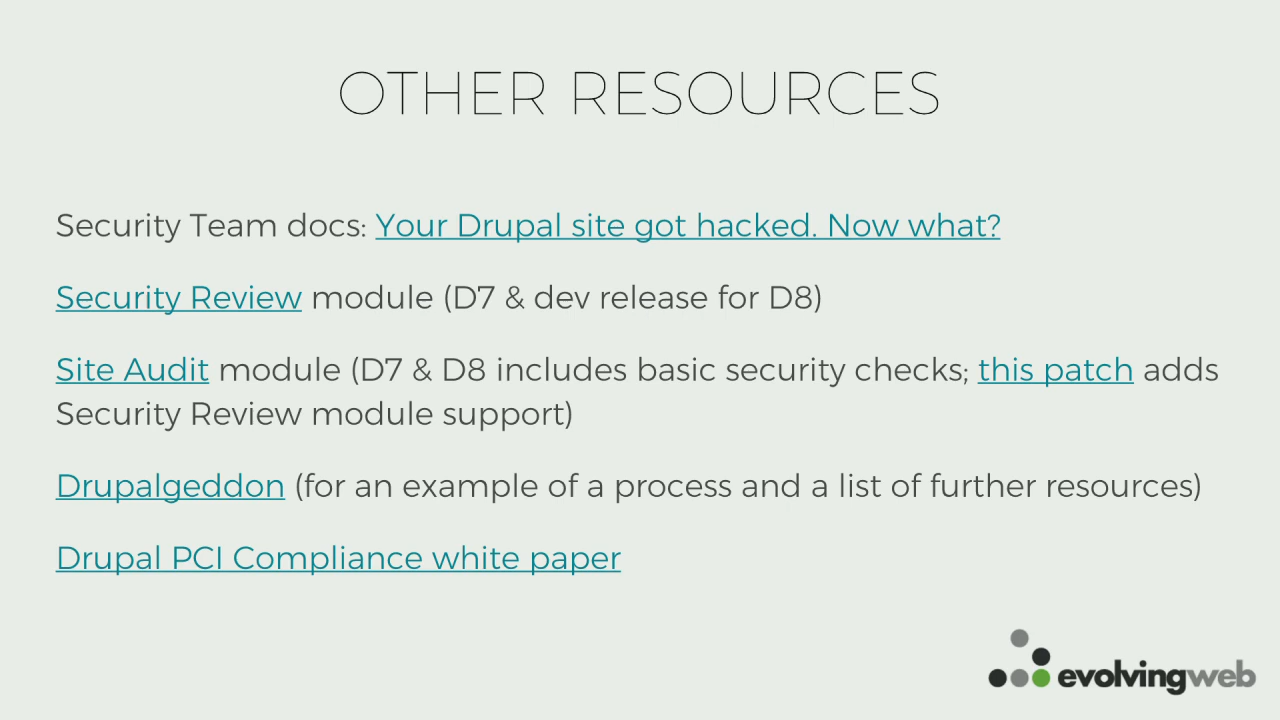 OTHER RESOURCES
Security Team docs: Your Drupal site got hacked. Now what?
Security Review module (D7 & dev release for D8)
Site Audit module (D7 & D8 includes basic security checks; this patch adds
Security Review module support)
Drupalgeddon (for an example of a process and a list of further resources)
Drupal PCI Compliance white paper
evolvingweb